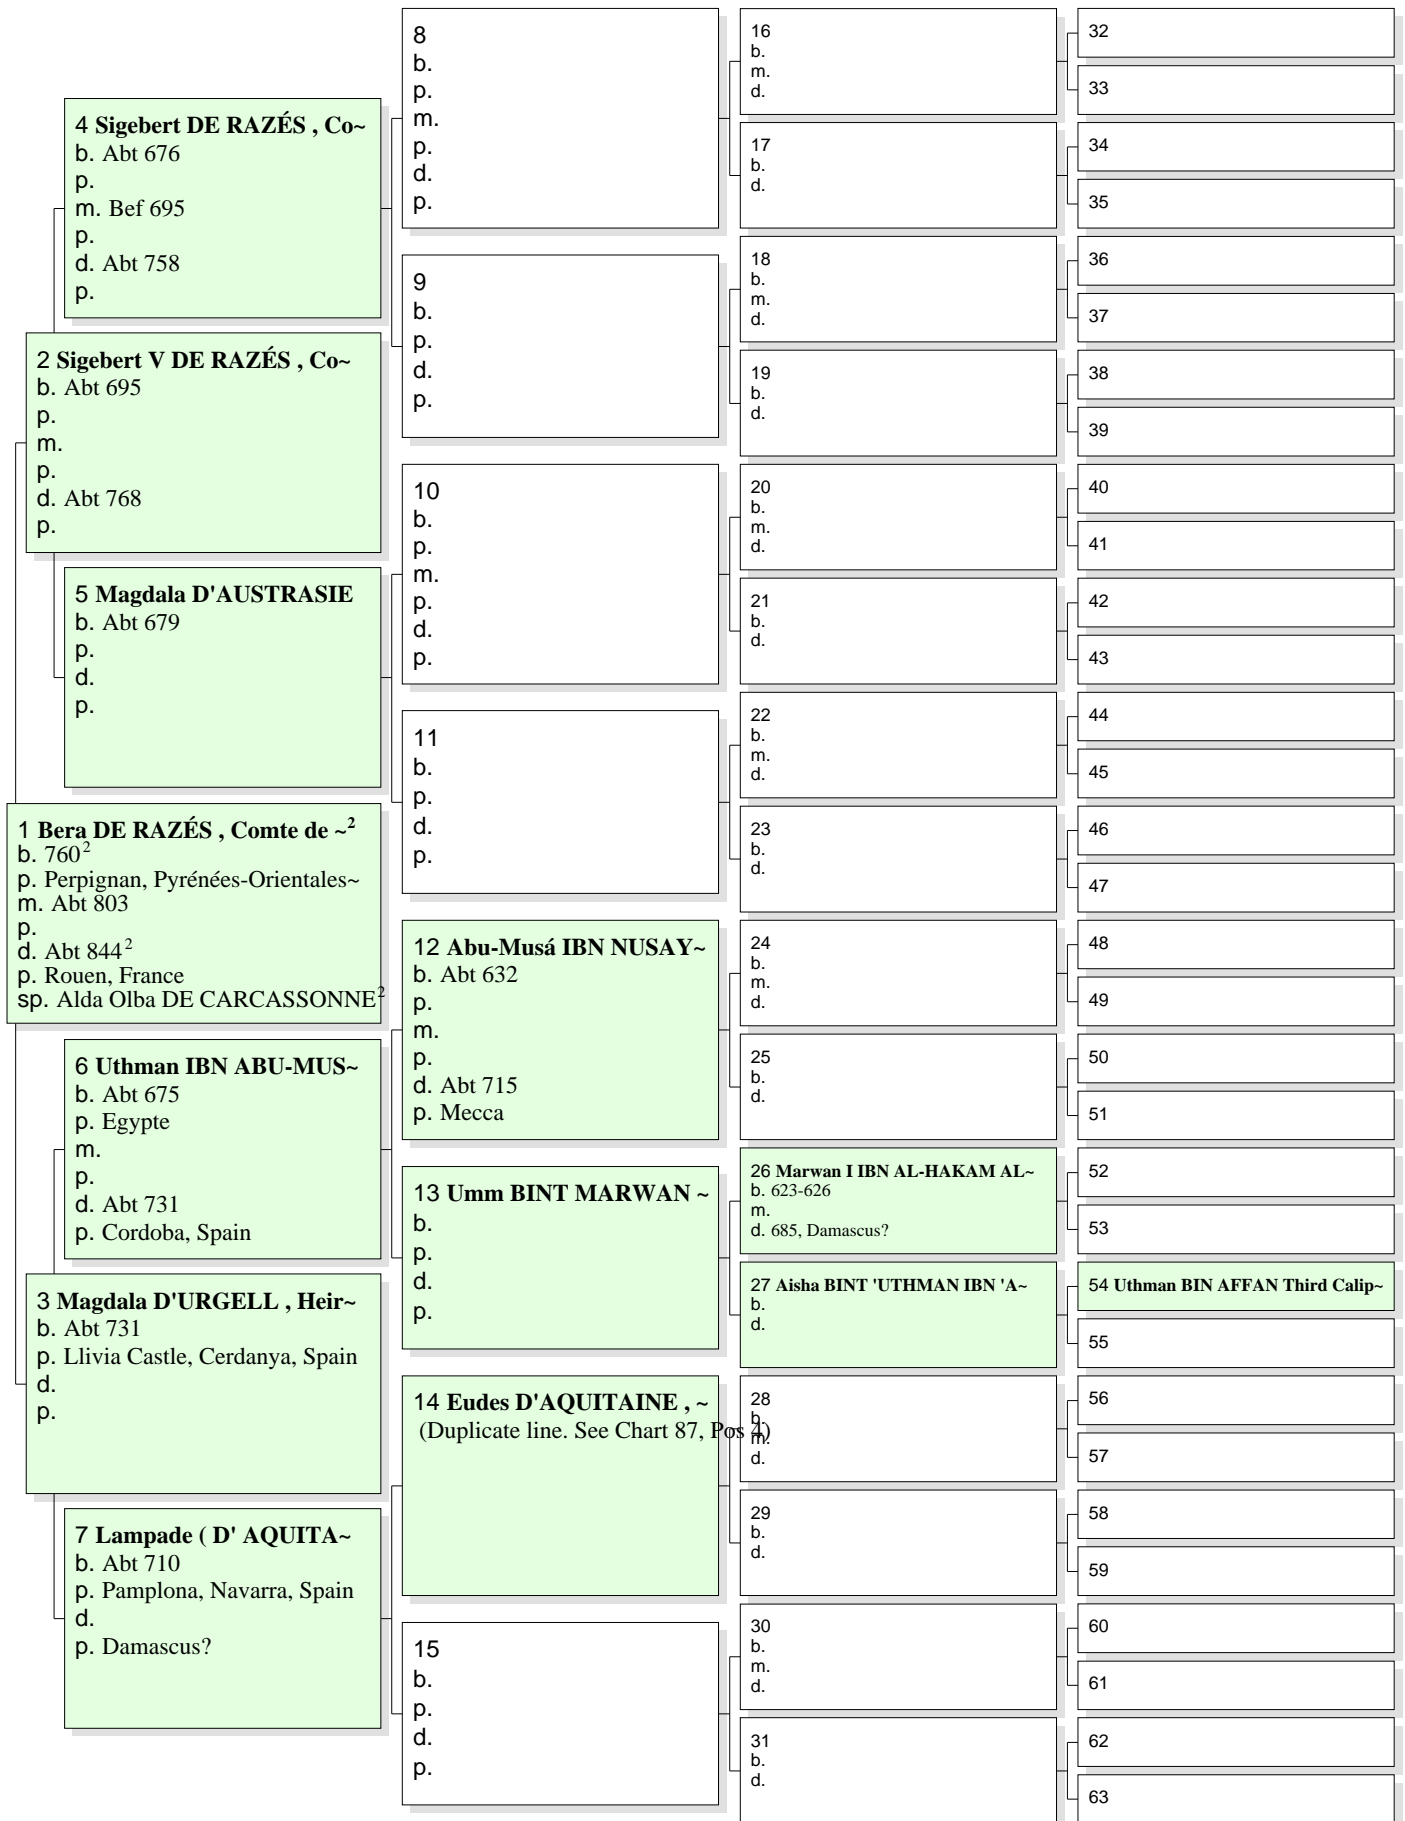 4 Sigebert DE RAZÉS , Co~
b. Abt 676
p.
m. Bef 695
p.
d. Abt 758
p.
2 Sigebert V DE RAZÉS , Co~
b. Abt 695
p.
m.
p.
d. Abt 768
p.
5 Magdala D'AUSTRASIE
b. Abt 679
p.
d.
p.
1 Bera DE RAZÉS , Comte de ~2
b. 760 2
p. Perpignan, Pyrénées-Orientales~
m. Abt 803
p.
d. Abt 844 2
p. Rouen, France
sp. Alda Olba DE CARCASSONNE 2
6 Uthman IBN ABU-MUS~
b. Abt 675
p. Egypte
m.
p.
d. Abt 731
p. Cordoba, Spain
3 Magdala D'URGELL , Heir~
b. Abt 731
p. Llivia Castle, Cerdanya, Spain
d.
p.
7 Lampade ( D' AQUITA~
b. Abt 710
p. Pamplona, Navarra, Spain
d.
p. Damascus?
8
b.
p.
m.
p.
d.
p.
9
b.
p.
d.
p.
10
b.
p.
m.
p.
d.
p.
11
b.
p.
d.
p.
12 Abu-Musá IBN NUSAY~
b. Abt 632
p.
m.
p.
d. Abt 715
p. Mecca
13 Umm BINT MARWAN ~
b.
p.
d.
p.
14 Eudes D'AQUITAINE , ~
(Duplicate line. See Chart 87, Pos 4)
15
b.
p.
d.
p.
16
b.
m.
d.
17
b.
d.
18
b.
m.
d.
19
b.
d.
20
b.
m.
d.
21
b.
d.
22
b.
m.
d.
23
b.
d.
24
b.
m.
d.
25
b.
d.
26 Marwan I IBN AL-HAKAM AL~
b. 623-626
m.
d. 685, Damascus?
27 Aisha BINT 'UTHMAN IBN 'A~
b.
d.
28
b.
m.
d.
29
b.
d.
30
b.
m.
d.
31
b.
d.
32
33
34
35
36
37
38
39
40
41
42
43
44
45
46
47
48
49
50
51
52
53
54 Uthman BIN AFFAN Third Calip~
55
56
57
58
59
60
61
62
63